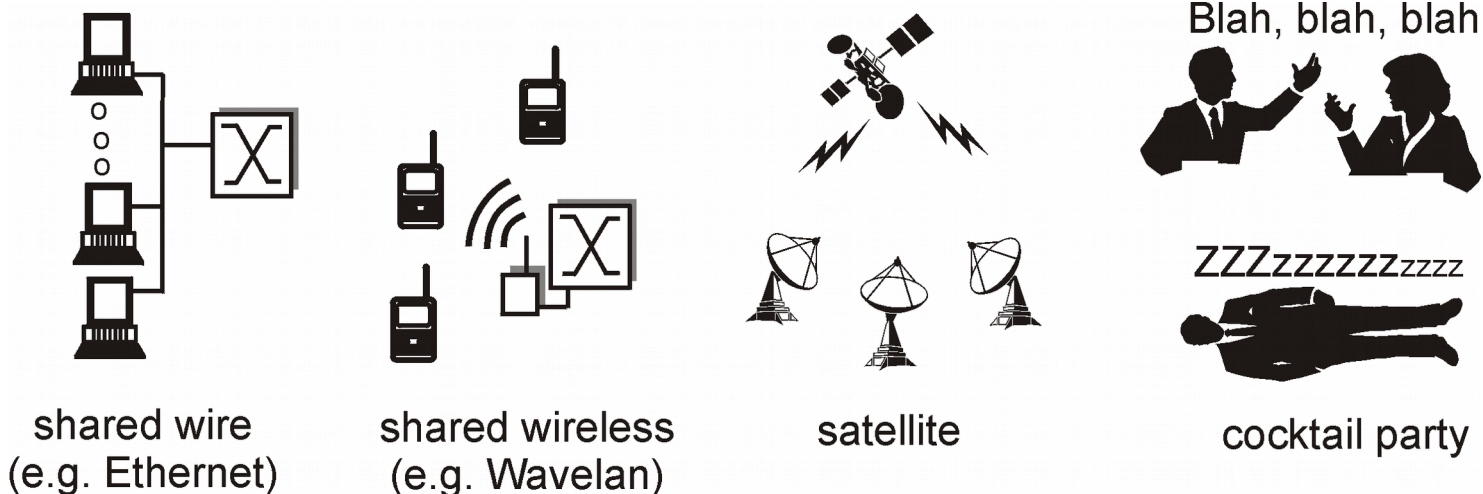 Blah, blah, blah
ZZZzzzzzzzzzz
shared wire
(e.g. Ethernet)
shared wireless
(e.g. Wavelan)
satellite
cocktail party